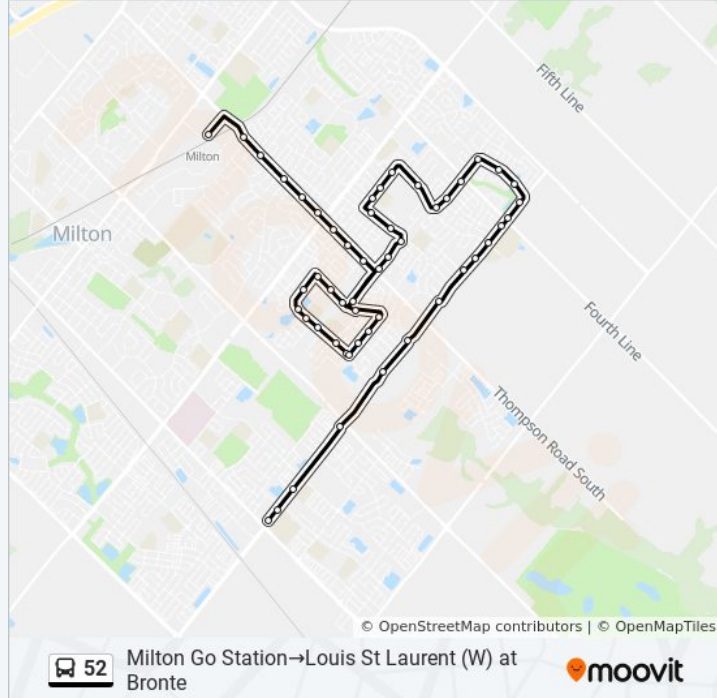 Fifth Line
Milton
Milton
Fourth Line
Thompson Road South
© OpenStreetMap contributors | © OpenMapTiles
52
Milton Go Station→Louis St Laurent (W) at
Bronte
moovit